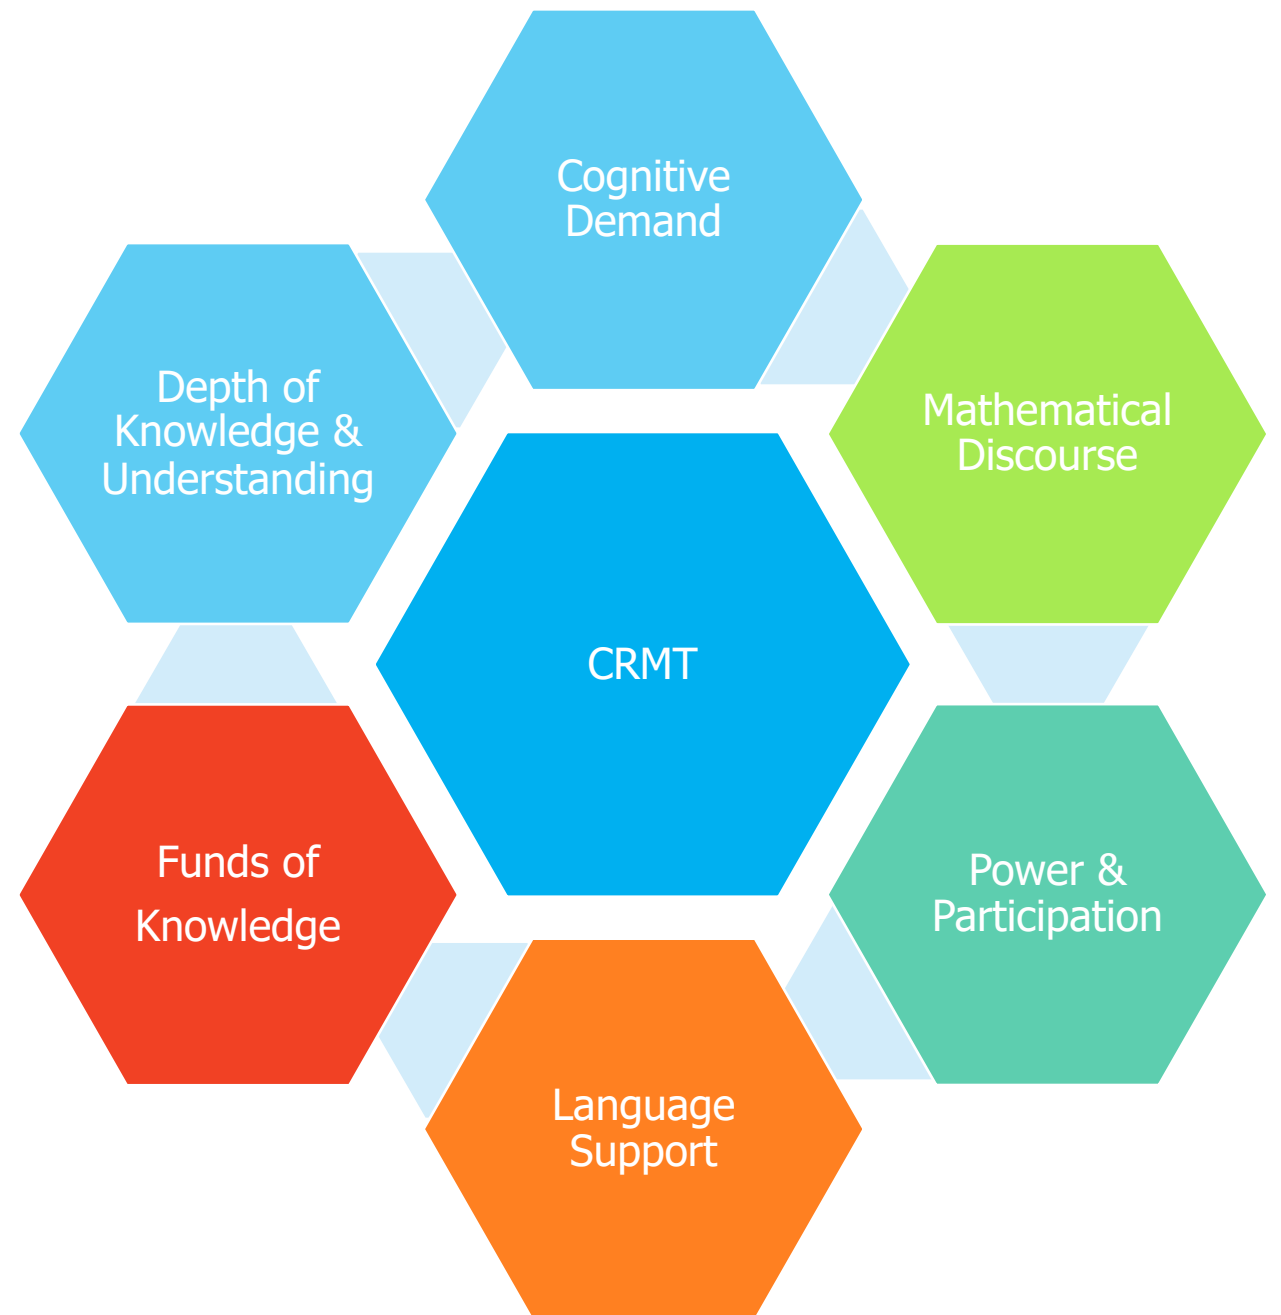 Cognitive
Demand
Mathematical
Discourse
Depth of
Knowledge &
Understanding
CRMT
Power &
Participation
Funds of
Knowledge
Language
Support